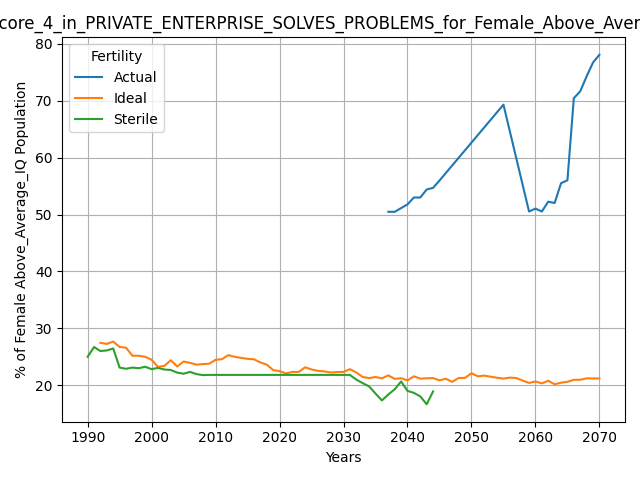 core_4_in_PRIVATE_ENTERPRISE_SOLVES_PROBLEMS_for_Female_Above_Aver
Fertility
Actual
Ideal
Sterile
% of Female Above_Average_IQ Population
80
70
60
50
40
30
20
1990 2000 2010 2020 2030 2040 2050 2060 2070
Years